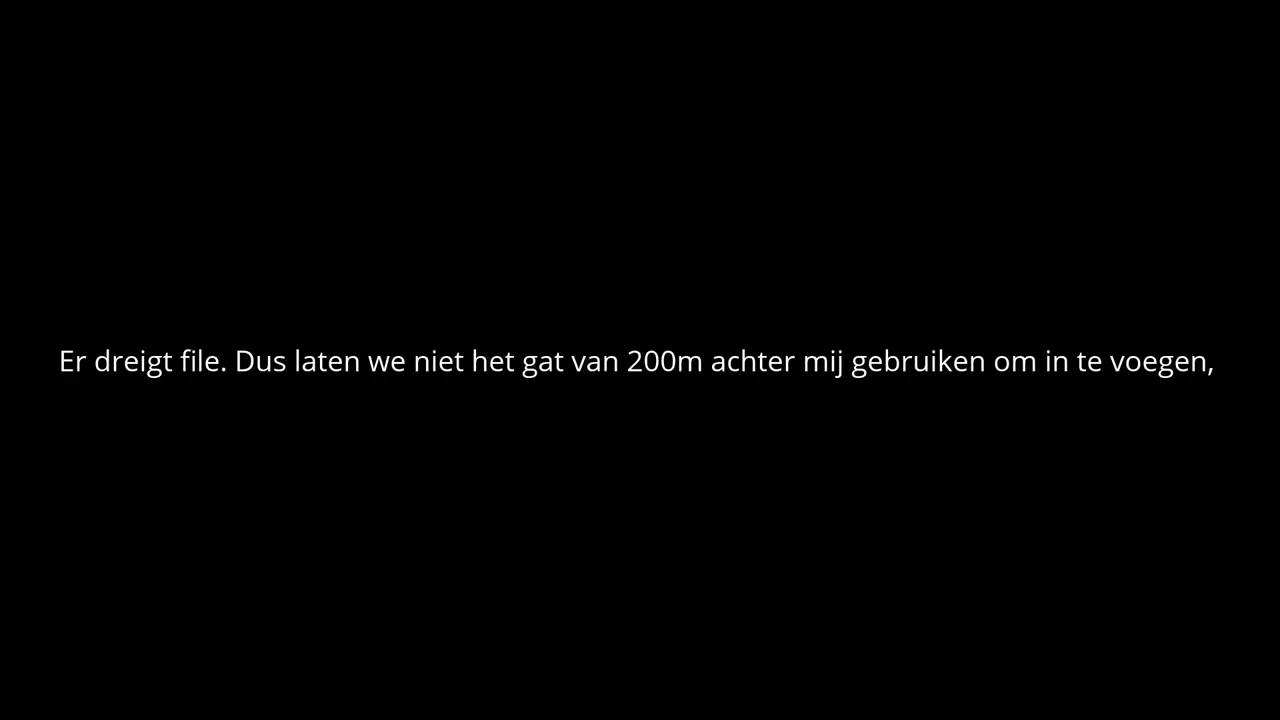 Er dreigt file. Dus laten we niet het gat van 200m achter mij gebruiken om in te voegen,